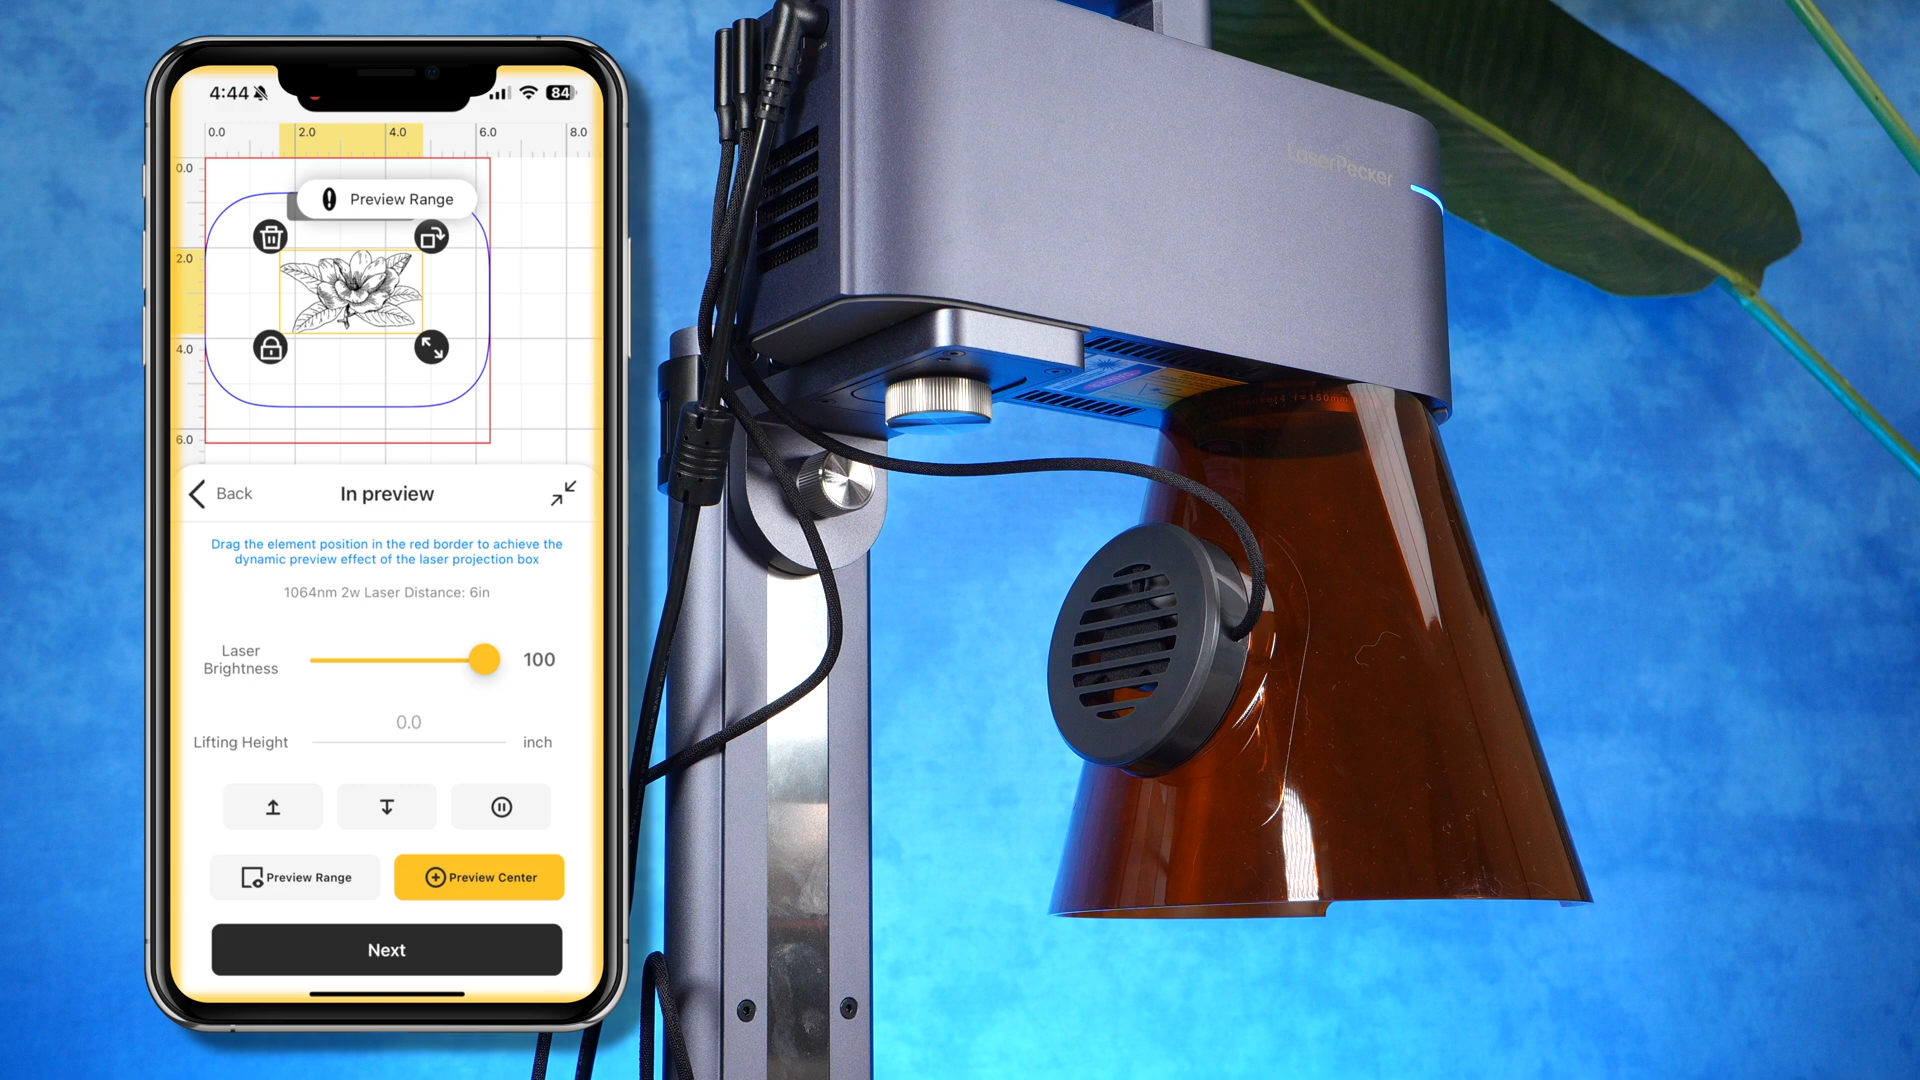 4:44
84
0.0 2.0 4.0 6.0 8.0
0.0
Preview Range
2.0
4.0
6.0
Back
In preview
Drag the element position in the red border to achieve the
dynamic preview effect of the laser projection box
1064nm 2w Laser Distance: 6in
Laser
Brightness
100
0.0
Lifting Height
inch
Preview Range
Preview Center
Next
LaserPecker
f=150mm